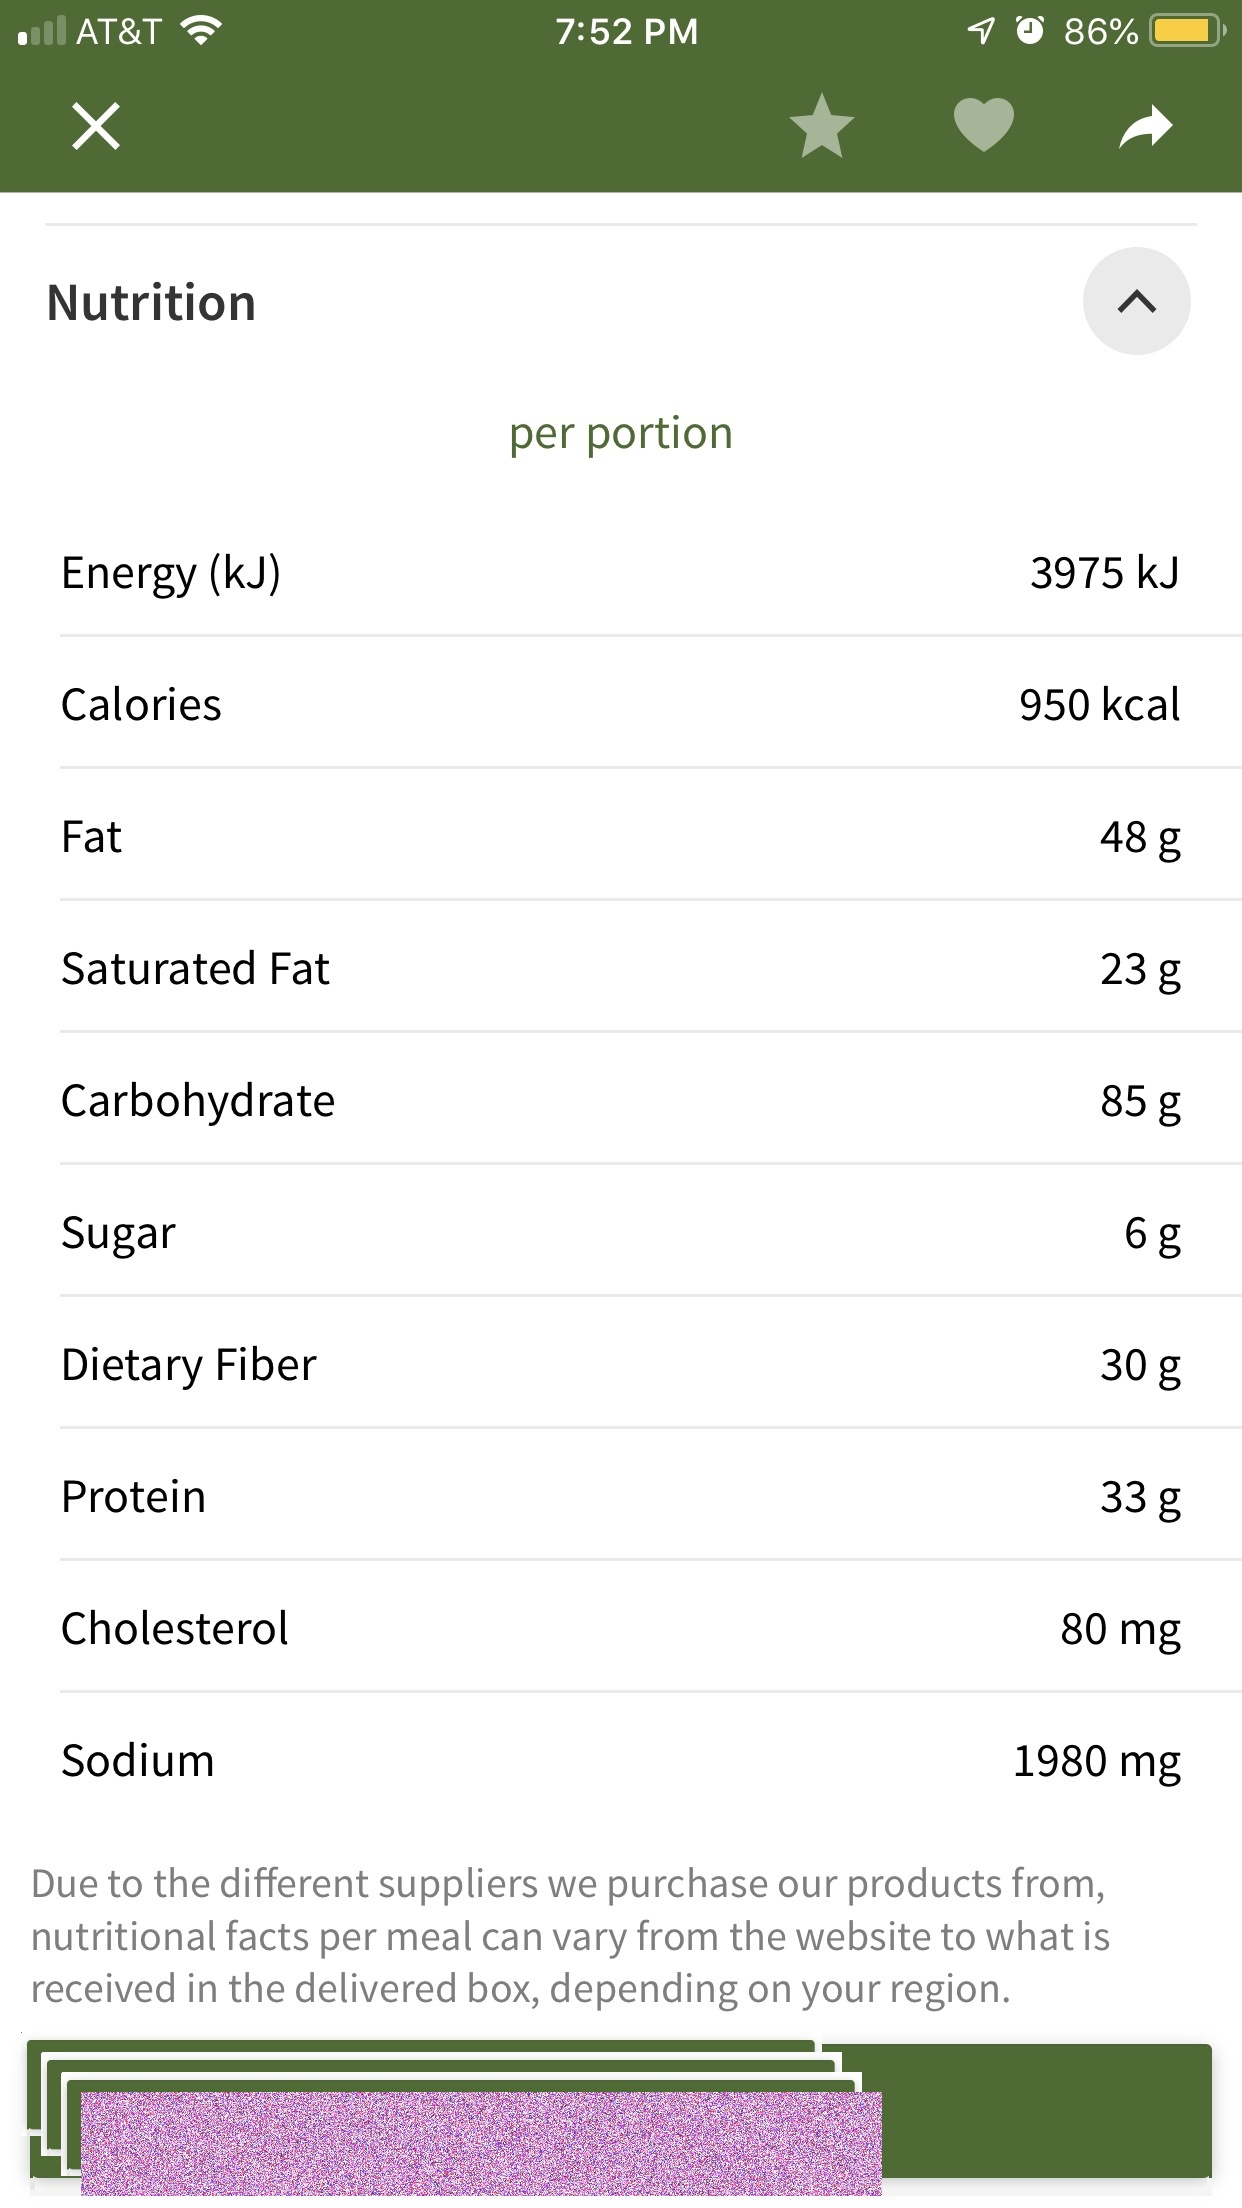 AT&T 7:52 PM 86%
Nutrition
per portion
Energy (kJ) 3975 kJ
Calories 950 kcal
Fat 48 g
Saturated Fat 23 g
Carbohydrate 85 g
Sugar 6 g
Dietary Fiber 30 g
Protein 33 g
Cholesterol 80 mg
Sodium 1980 mg
Due to the different suppliers we purchase our products from,
nutritional facts per meal can vary from the website to what is
received in the delivered box, depending on your region.